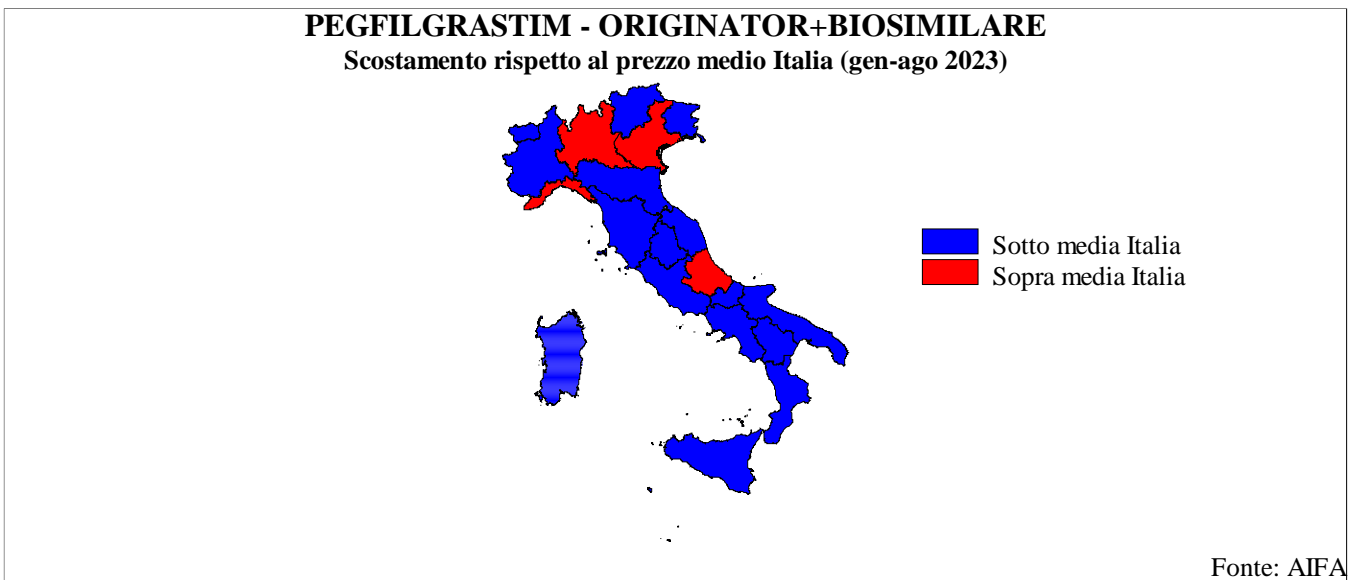 PEGFILGRASTIM - ORIGINATOR+BIOSIMILARE
Scostamento rispetto al prezzo medio Italia (gen-ago 2023)
Sotto media Italia
Sopra media Italia
Fonte: AIFA